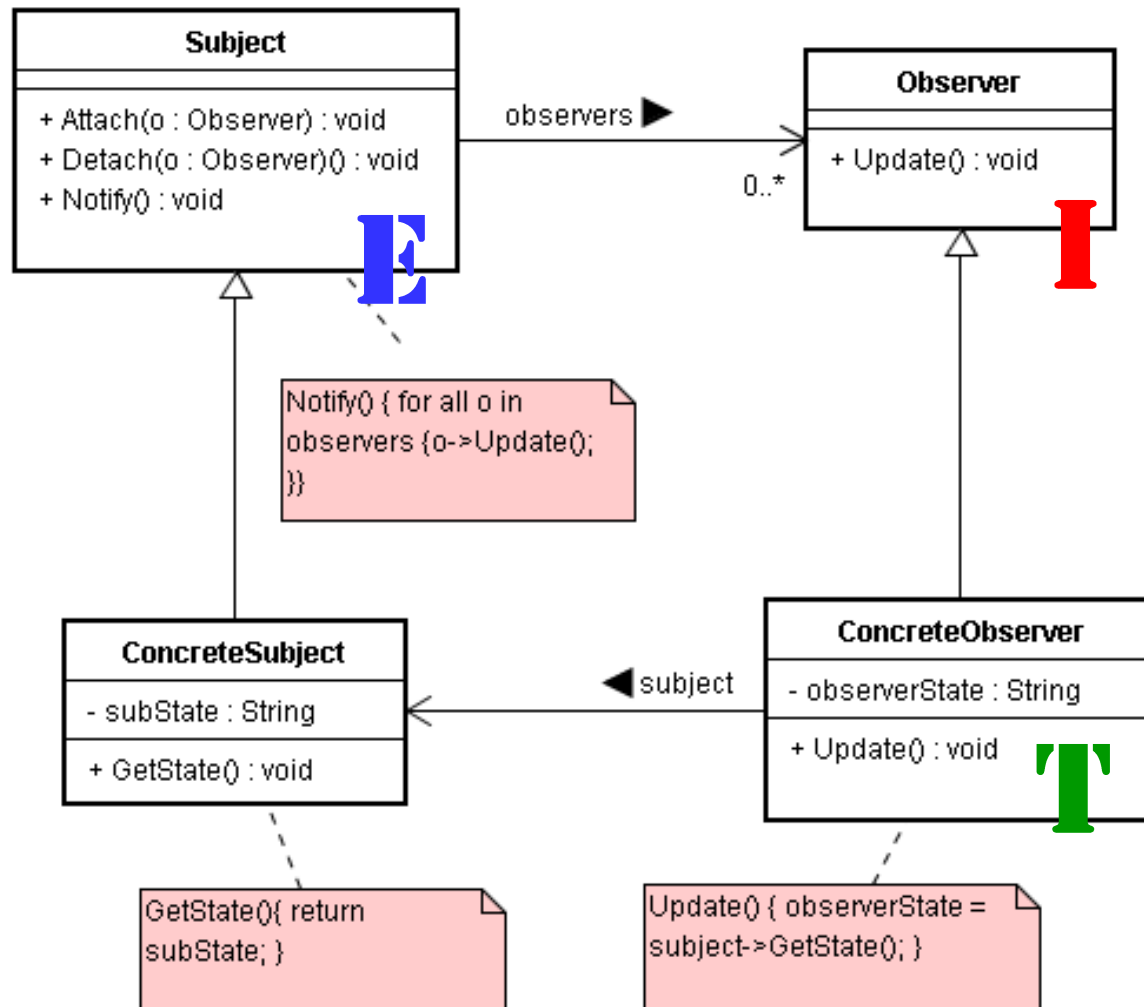 Subject
+ Attach(o : Observer) : void
+ Detach(o : Observer)() : void
+ Notify() : void
E
observers ▶
0..*
Observer
+ Update() : void
I
Notify() { for all o in
observers {o->Update();
}}
ConcreteSubject
- subState : String
+ GetState() : void
◀ subject
ConcreteObserver
- observerState : String
+ Update() : void
T
GetState(){ return
subState; }
Update() { observerState =
subject->GetState(); }